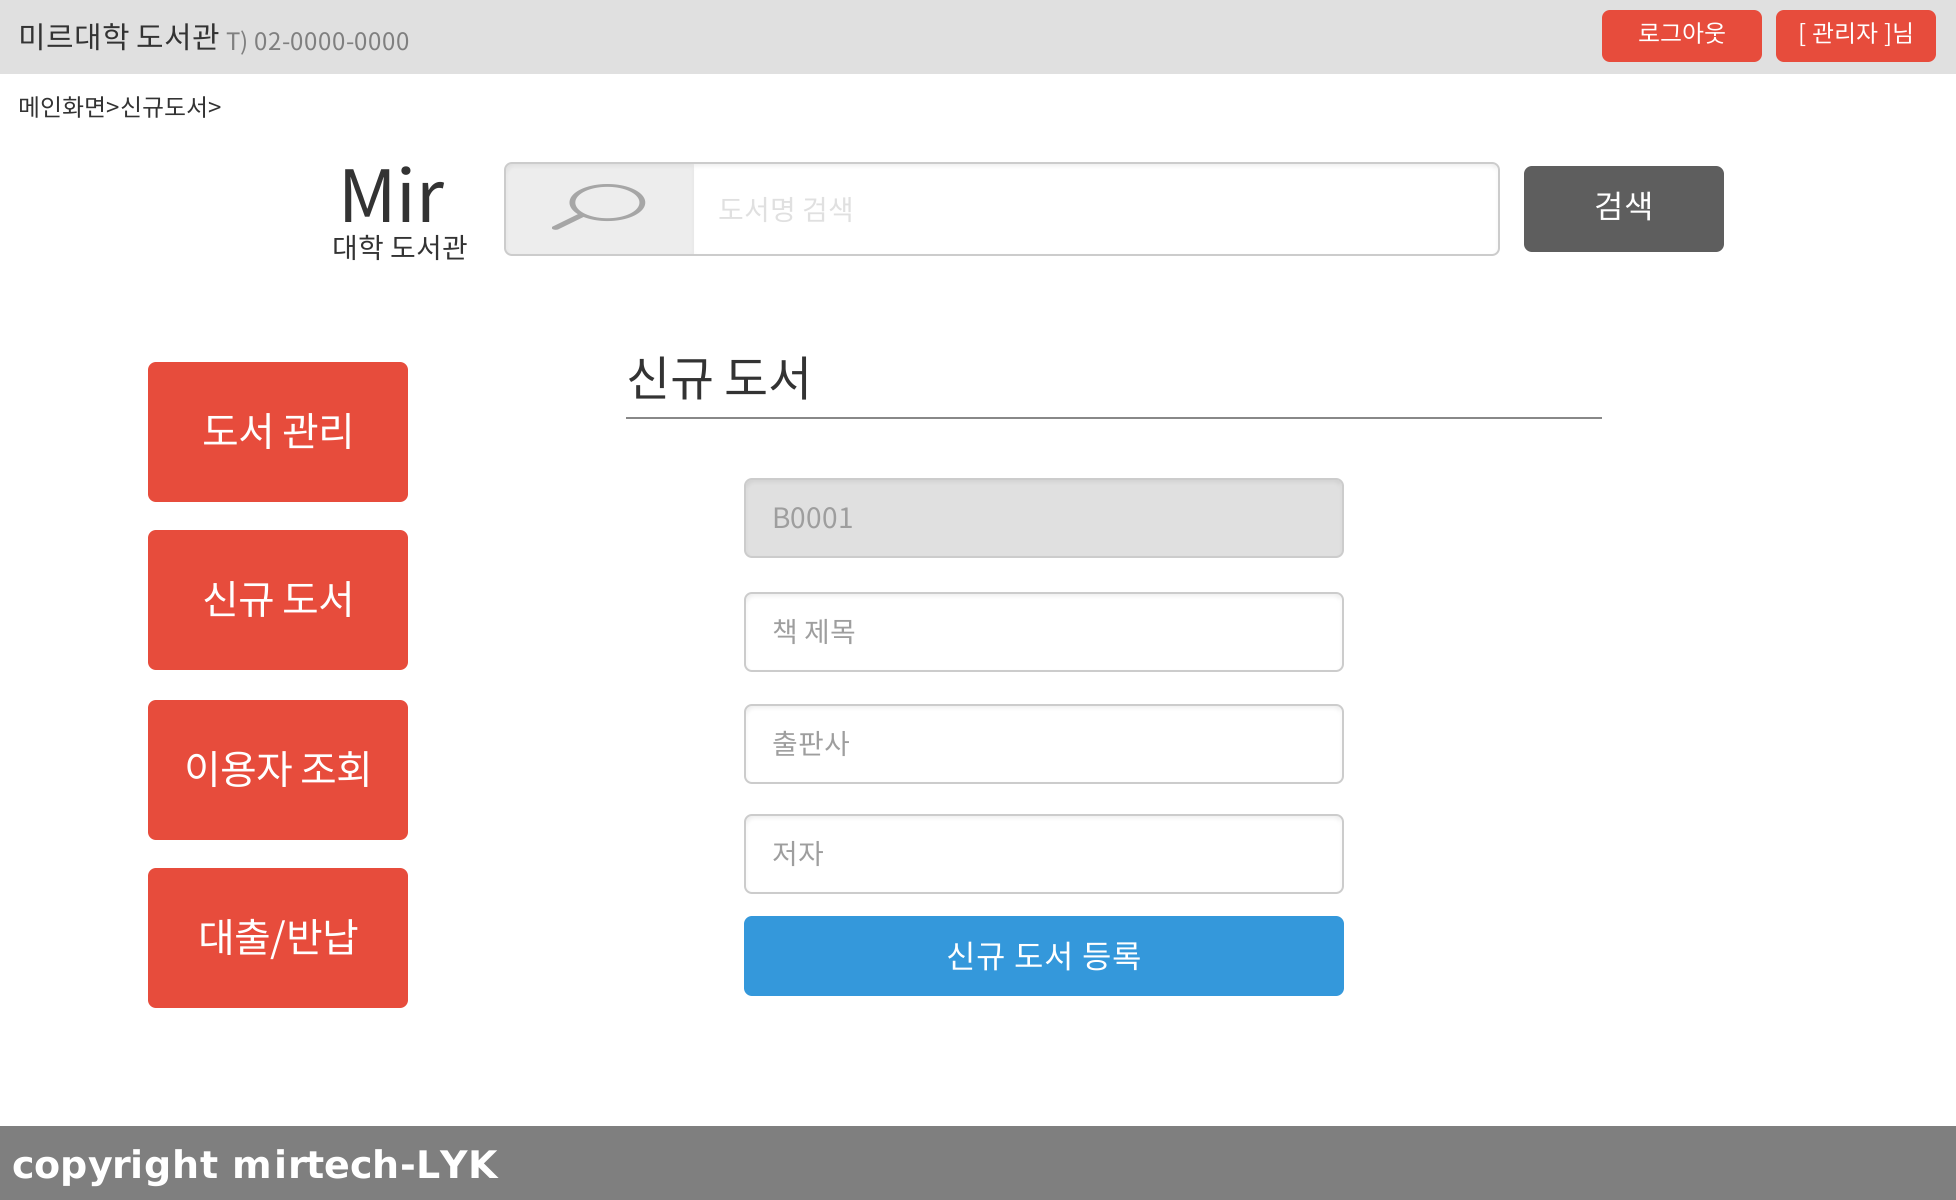 미르대학 도서관 T) 02-0000-0000
로그아웃
[ 관리자 ]님
메인화면>신규도서>
Mir
대학 도서관
도서명 검색
검색
신규 도서
도서 관리
신규 도서
이용자 조회
대출/반납
B0001
책 제목
출판사
저자
신규 도서 등록
copyright mirtech-LYK